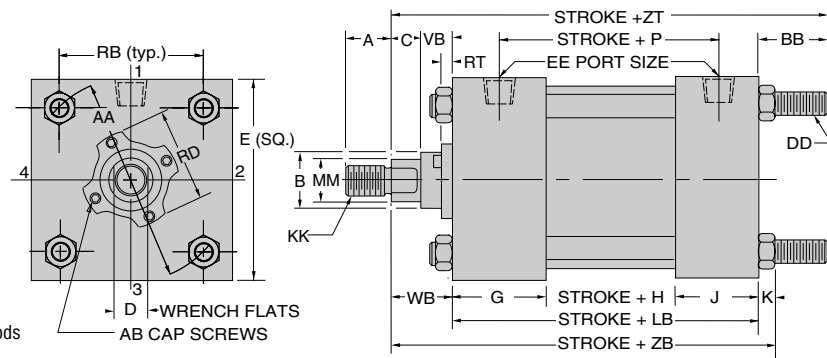 STROKE +ZT
RB (typ.)
A
C
VB
STROKE + P
BB
RT
EE PORT SIZE
1
AA
E (SQ.)
RD
DD
4
2
B
MM
KK
3
D
WRENCH FLATS
WB
G
STROKE + H
J
K
ods
AB CAP SCREWS
STROKE + LB
STROKE + ZB